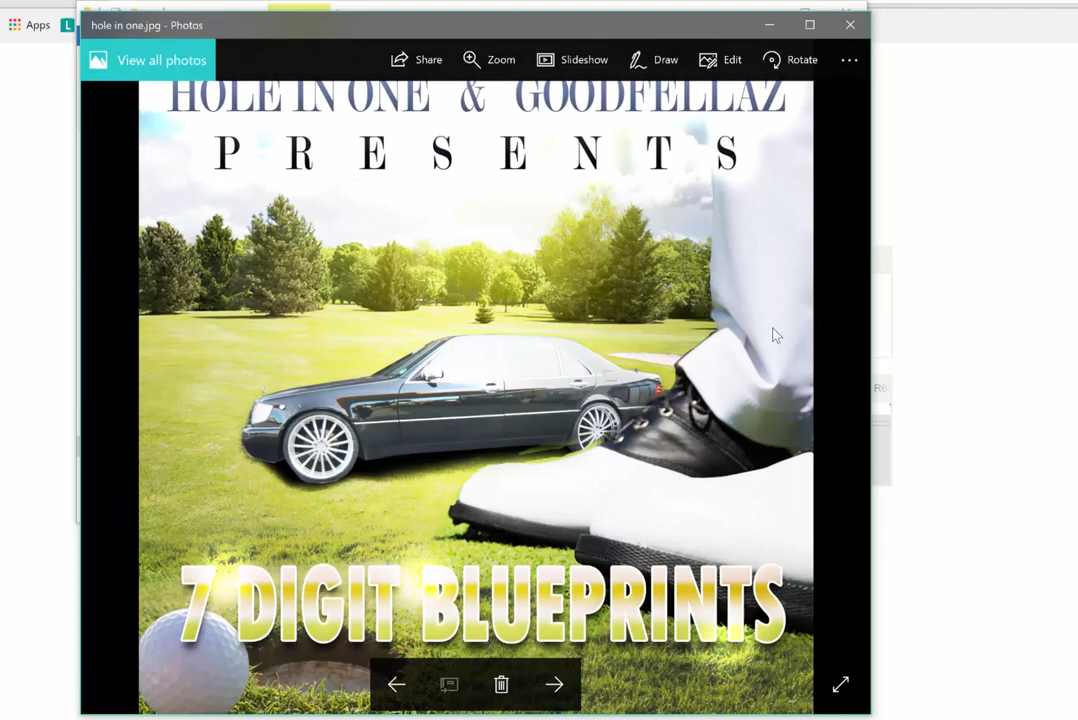 Apps
L
hole in one.jpg - Photos
View all photos
Share
Zoom
Slideshow
Draw
Edit
Rotate
HOLE IN ONE & GOODFELLAZ
PRESENTS
7 DIGIT BLUEPRINTS